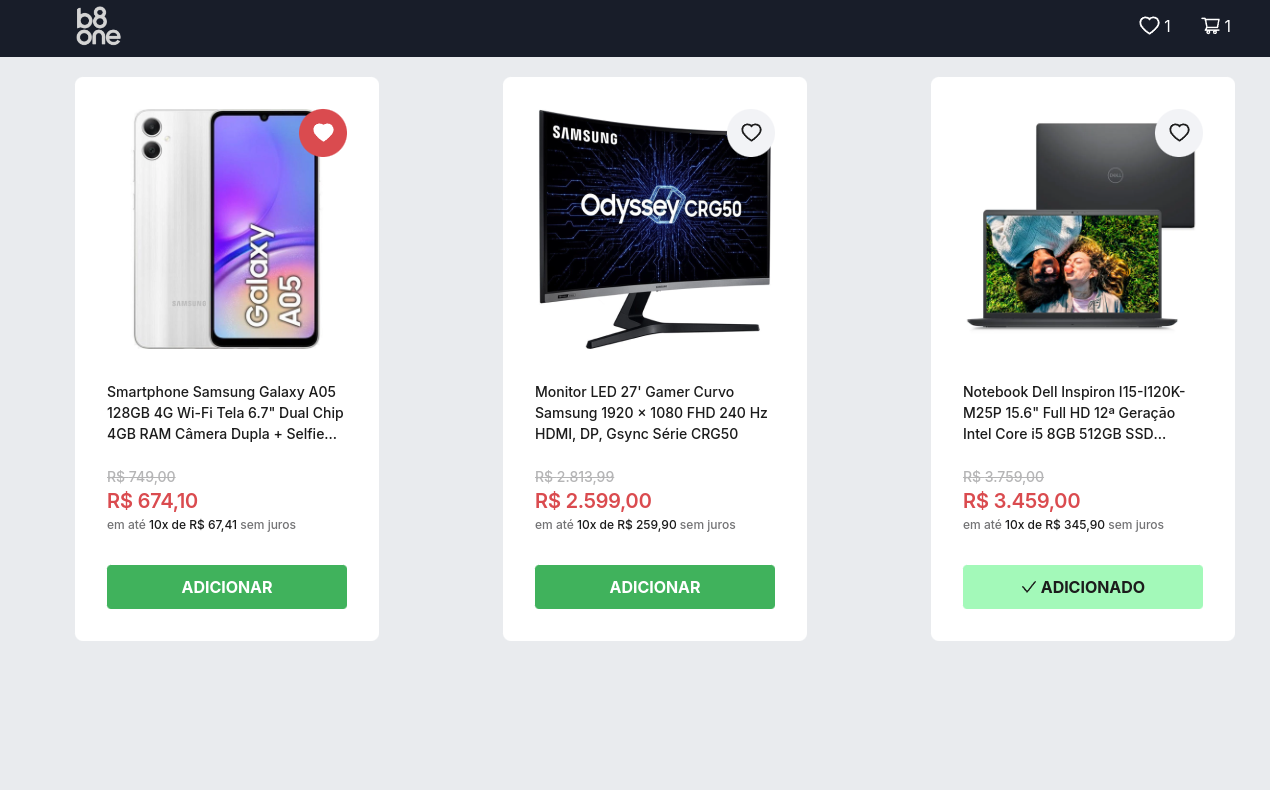 b8
one
1
1
Galaxy
A05
SAMSUNG
SAMSUNG
Odyssey CRG50
DELL
Smartphone Samsung Galaxy A05
128GB 4G Wi-Fi Tela 6.7" Dual Chip
4GB RAM Câmera Dupla + Selfie...
R$ 749,00
R$ 674,10
em até 10x de R$ 67,41 sem juros
ADICIONAR
Monitor LED 27' Gamer Curvo
Samsung 1920 x 1080 FHD 240 Hz
HDMI, DP, Gsync Série CRG50
R$ 2.813,99
R$ 2.599,00
em até 10x de R$ 259,90 sem juros
ADICIONAR
Notebook Dell Inspiron I15-I120K-
M25P 15.6" Full HD 12ª Geração
Intel Core i5 8GB 512GB SSD...
R$ 3.759,00
R$ 3.459,00
em até 10x de R$ 345,90 sem juros
ADICIONADO